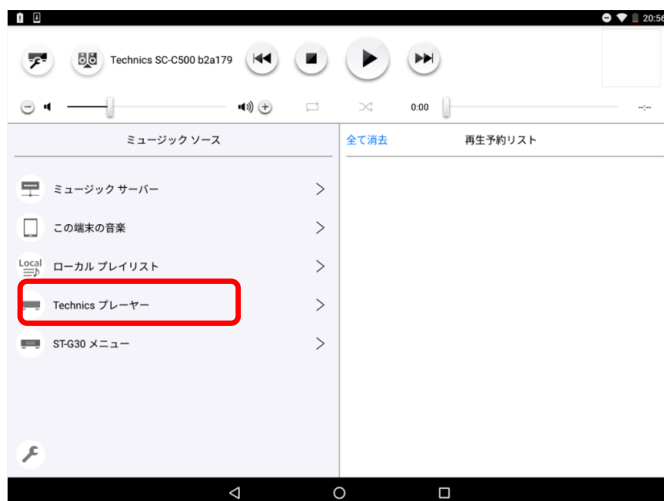 20:56
Technics SC-C500 b2a179
0:00
--:--
ミュージック ソース
全て消去
再生予約リスト
ミュージック サーバー
この端末の音楽
Local
ローカル プレイリスト
Technics プレーヤー
ST-G30 メニュー